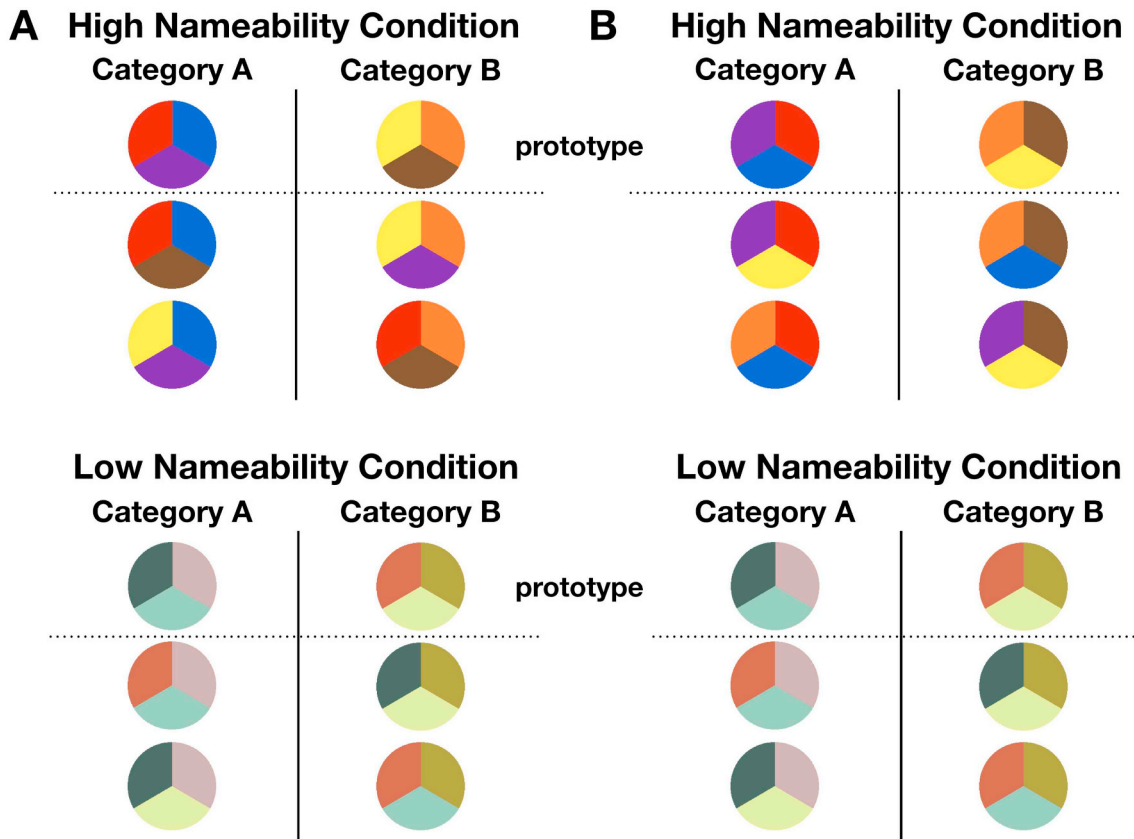 A High Nameability Condition
Category A Category B
prototype
Low Nameability Condition
Category A Category B
prototype
B High Nameability Condition
Category A Category B
Low Nameability Condition
Category A Category B